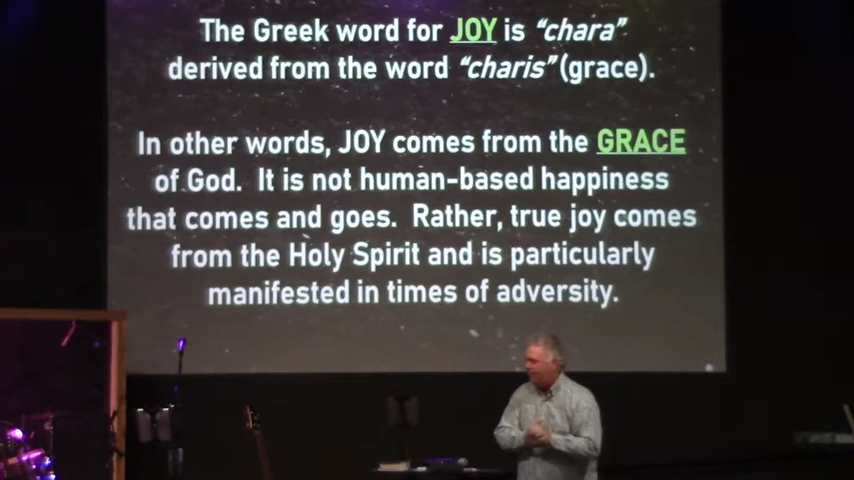 The Greek word for JOY is “chara”
derived from the word “charis” (grace).
In other words, JOY comes from the GRACE
of God. It is not human-based happiness
that comes and goes. Rather, true joy comes
from the Holy Spirit and is particularly
manifested in times of adversity.